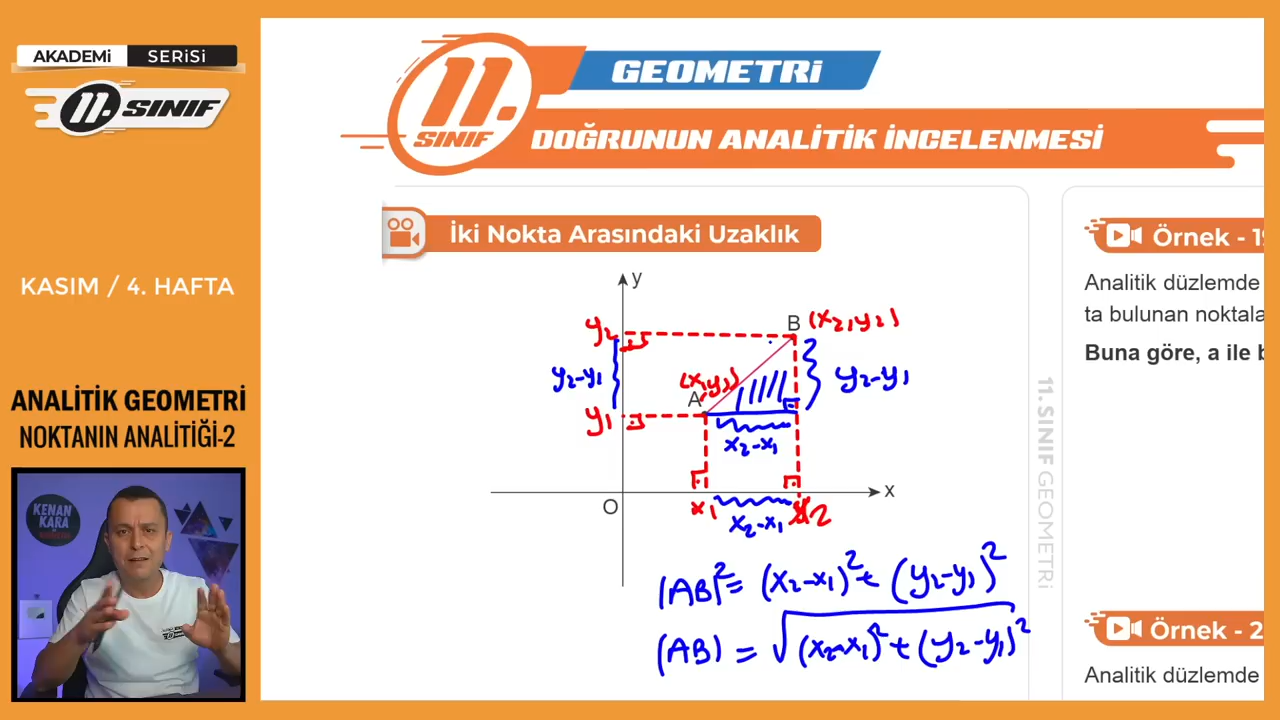 AKADEMİ SERİSİ
11. SINIF
KASIM / 4. HAFTA
ANALİTİK GEOMETRİ
NOKTANIN ANALİTİĞİ-2
KENAN
KARA
11.
SINIF
GEOMETRİ
DOĞRUNUN ANALİTİK İNCELENMESİ
İki Nokta Arasındaki Uzaklık
y
y2
B (x2,y2)
y2-y1
(x1,y1)
y2-y1
A
y1
x2-x1
x
O
x1
x2
x2-x1
|AB|² = (x2-x1)² + (y2-y1)²
|AB| = √(x2-x1)² + (y2-y1)²
11. SINIF GEOMETRİ
Örnek - 1
Analitik düzlemde
ta bulunan noktala
Buna göre, a ile b
Örnek - 2
Analitik düzlemde